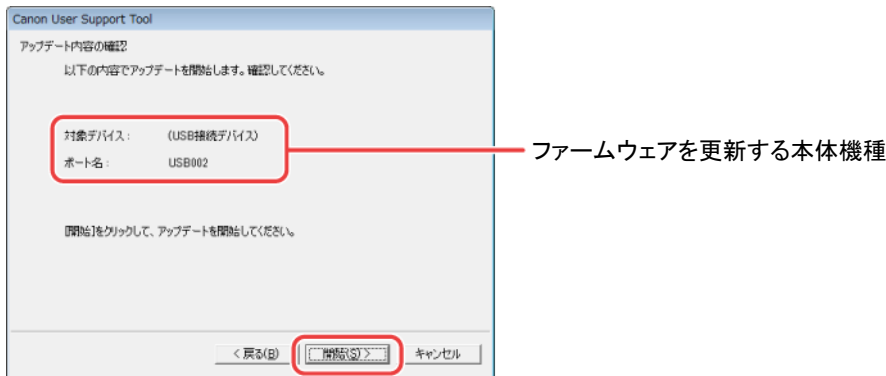 Canon User Support Tool
アップデート内容の確認
以下の内容でアップデートを開始します。確認してください。
対象デバイス: (USB接続デバイス)
ポート名: USB002
ファームウェアを更新する本体機種
[開始]をクリックして、アップデートを開始してください。
< 戻る(B) 開始(S) > キャンセル